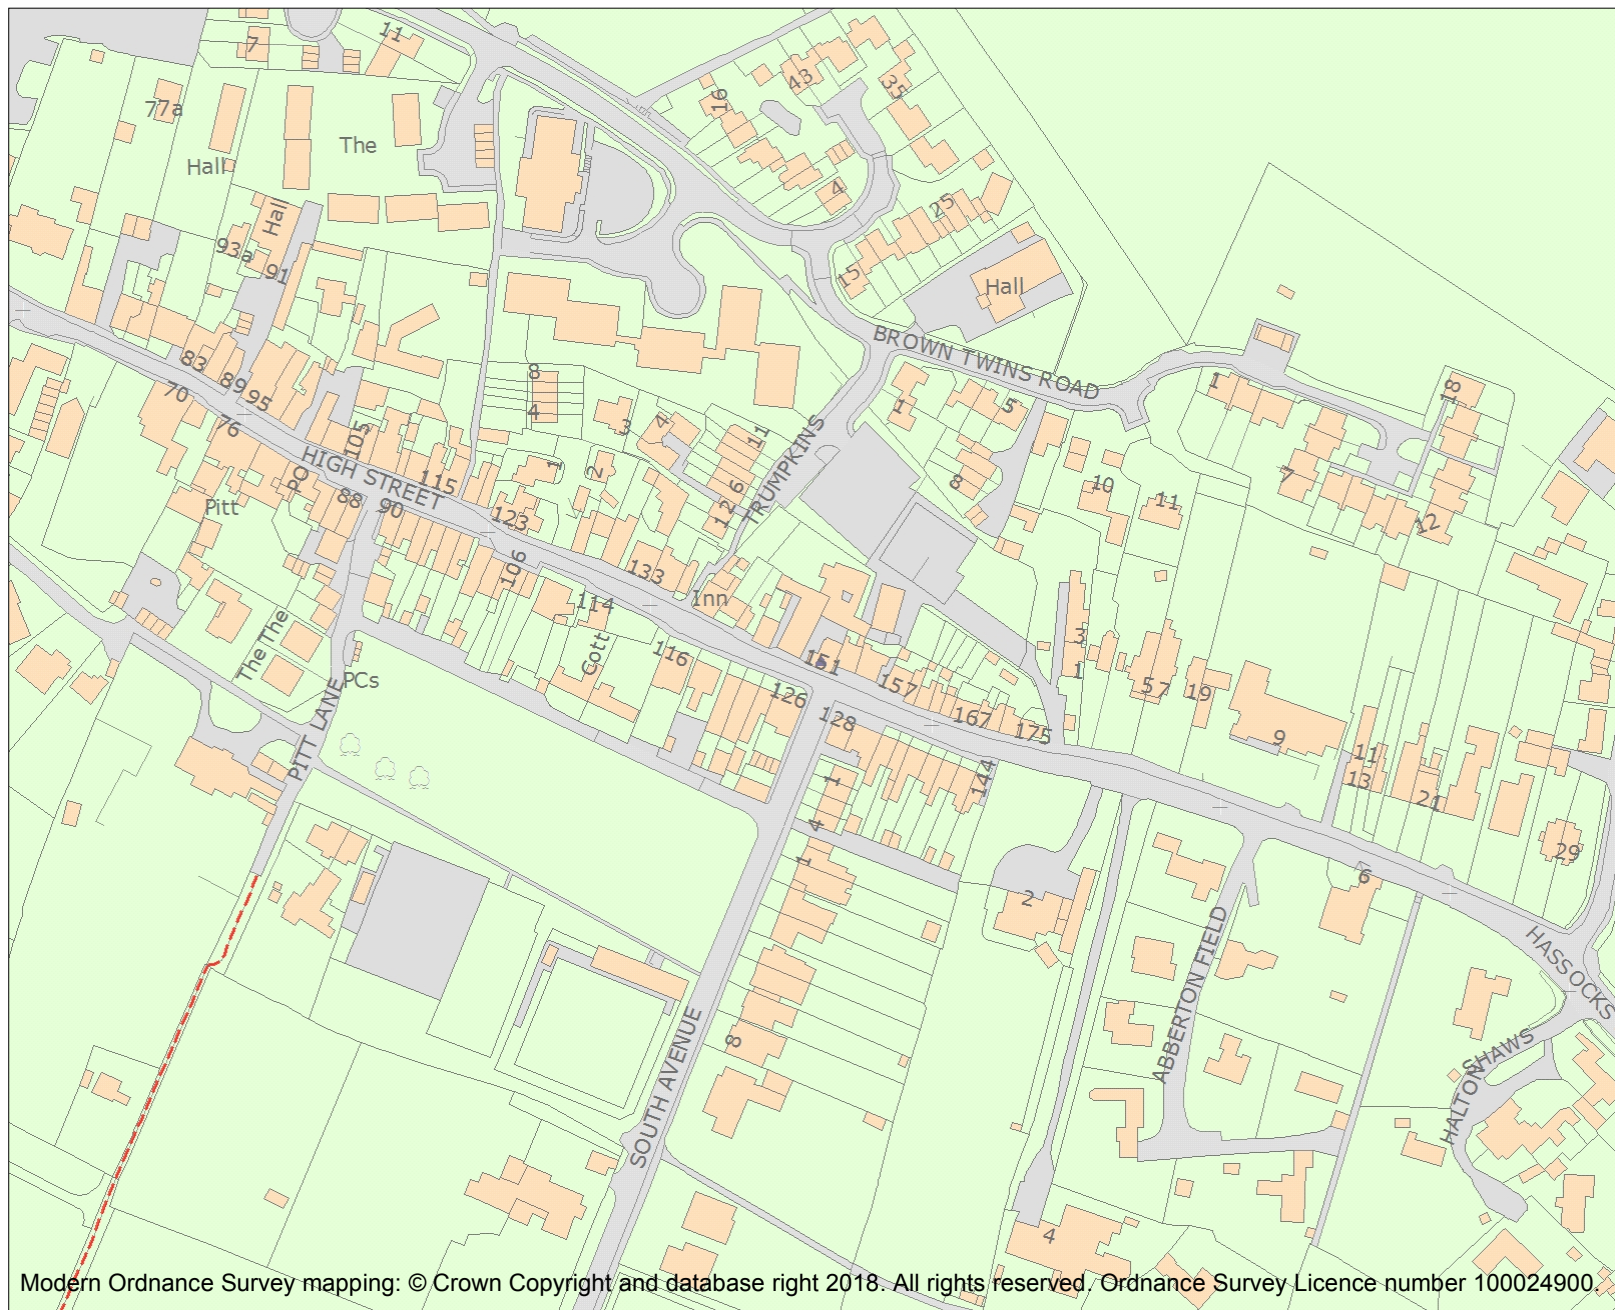 7
11
77a
Hall
The
Hall
93a
91
16
43
35
4
25
15
Hall
BROWN TWINS ROAD
83
89
95
70
76
105
HIGH STREET
PO
88
90
115
Pitt
8
4
3
4
11
1
2
1 2 6
TRUMPKINS
1
5
8
10
11
1
18
7
12
123
106
133
114
Inn
Cott
116
The The
PCs
PITT LANE
151
157
126
128
167
175
144
3
1
5 7
19
9
11
13
21
29
1
4
1
2
6
8
ABBERTON FIELD
HASSOCKS
HALTON
SHAWS
SOUTH AVENUE
4
Modern Ordnance Survey mapping: © Crown Copyright and database right 2018. All rights reserved. Ordnance Survey Licence number 100024900.